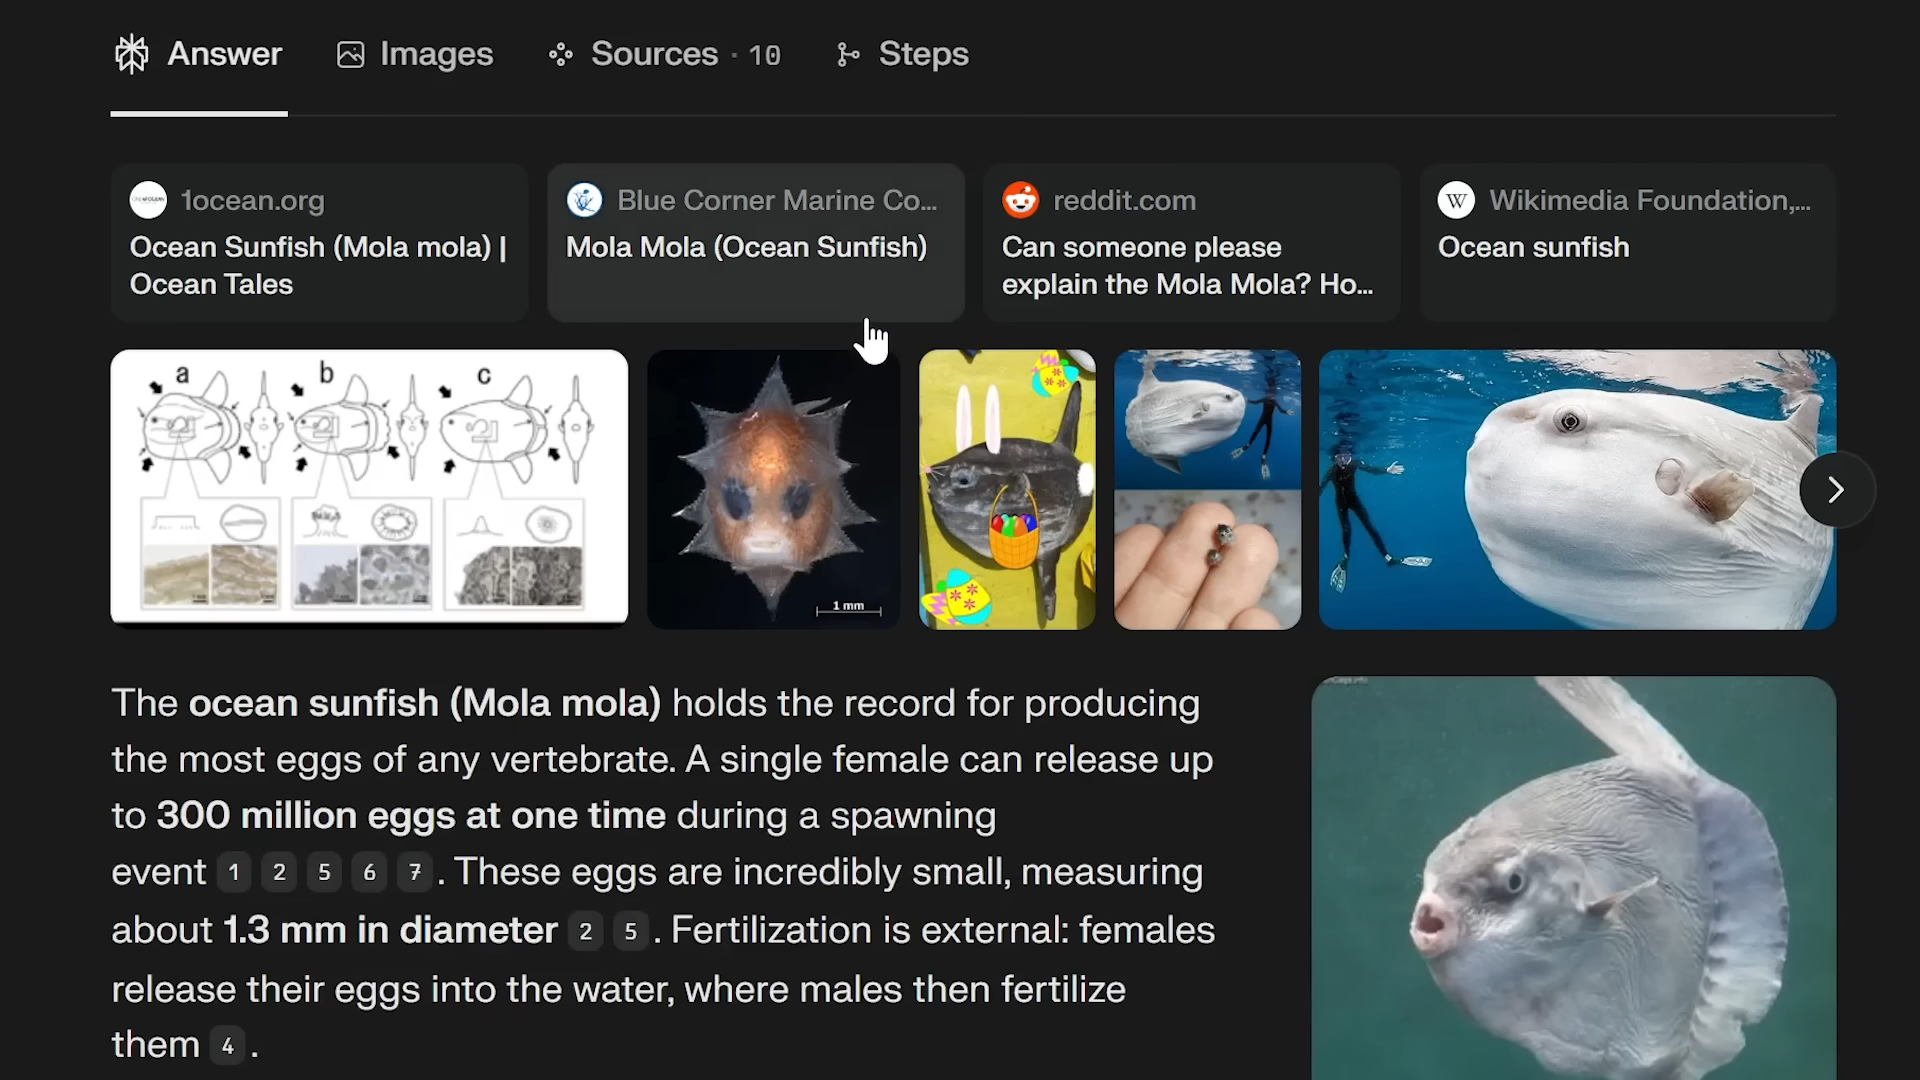 Answer Images Sources · 10 Steps
1ocean.org
Ocean Sunfish (Mola mola) |
Ocean Tales
Blue Corner Marine Co...
Mola Mola (Ocean Sunfish)
reddit.com
Can someone please
explain the Mola Mola? Ho...
W Wikimedia Foundation,...
Ocean sunfish
a b c
1 mm
The ocean sunfish (Mola mola) holds the record for producing
the most eggs of any vertebrate. A single female can release up
to 300 million eggs at one time during a spawning
event 1 2 5 6 7 . These eggs are incredibly small, measuring
about 1.3 mm in diameter 2 5 . Fertilization is external: females
release their eggs into the water, where males then fertilize
them 4 .